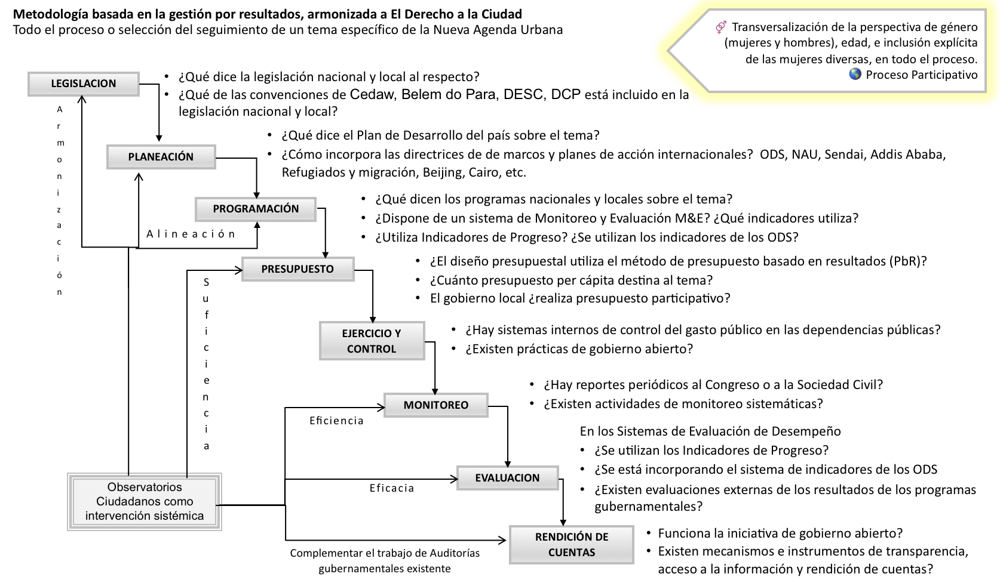 Metodología basada en la gestión por resultados, armonizada a El Derecho a la Ciudad
Todo el proceso o selección del seguimiento de un tema específico de la Nueva Agenda Urbana
Transversalización de la perspectiva de género
(mujeres y hombres), edad, e inclusión explícita
de las mujeres diversas, en todo el proceso.
Proceso Participativo
LEGISLACION
• ¿Qué dice la legislación nacional y local al respecto?
• ¿Qué de las convenciones de Cedaw, Belem do Para, DESC, DCP está incluido en la
legislación nacional y local?
Armonización
PLANEACIÓN
• ¿Qué dice el Plan de Desarrollo del país sobre el tema?
• ¿Cómo incorpora las directrices de de marcos y planes de acción internacionales? ODS, NAU, Sendai, Addis Ababa,
Refugiados y migración, Beijing, Cairo, etc.
PROGRAMACIÓN
• ¿Qué dicen los programas nacionales y locales sobre el tema?
• ¿Dispone de un sistema de Monitoreo y Evaluación M&E? ¿Qué indicadores utiliza?
• ¿Utiliza Indicadores de Progreso? ¿Se utilizan los indicadores de los ODS?
Alineación
PRESUPUESTO
• ¿El diseño presupuestal utiliza el método de presupuesto basado en resultados (PbR)?
• ¿Cuánto presupuesto per cápita destina al tema?
• El gobierno local ¿realiza presupuesto participativo?
Suficiencia
EJERCICIO Y
CONTROL
• ¿Hay sistemas internos de control del gasto público en las dependencias públicas?
• ¿Existen prácticas de gobierno abierto?
MONITOREO
• ¿Hay reportes periódicos al Congreso o a la Sociedad Civil?
• ¿Existen actividades de monitoreo sistemáticas?
Eficiencia
EVALUACION
En los Sistemas de Evaluación de Desempeño
• ¿Se utilizan los Indicadores de Progreso?
• ¿Se está incorporando el sistema de indicadores de los ODS
• ¿Existen evaluaciones externas de los resultados de los programas
gubernamentales?
Eficacia
Observatorios
Ciudadanos como
intervención sistémica
RENDICIÓN DE
CUENTAS
• Funciona la iniciativa de gobierno abierto?
• Existen mecanismos e instrumentos de transparencia,
acceso a la información y rendición de cuentas?
Complementar el trabajo de Auditorías
gubernamentales existente